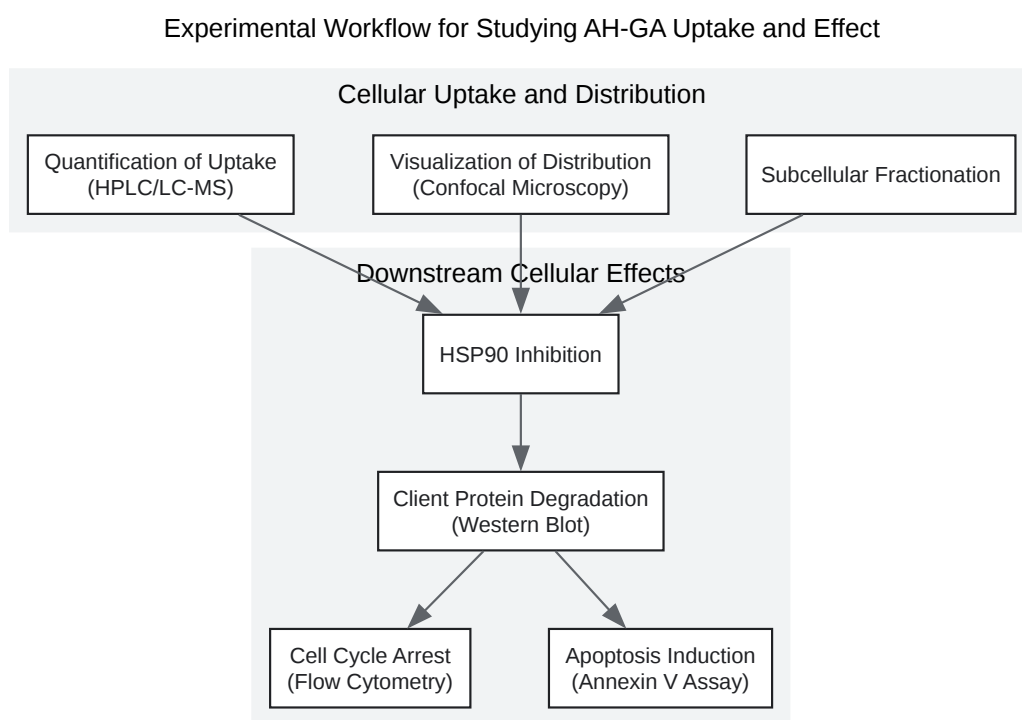 Experimental Workflow for Studying AH-GA Uptake and Effect
Cellular Uptake and Distribution
Quantification of Uptake
(HPLC/LC-MS)
Visualization of Distribution
(Confocal Microscopy)
Subcellular Fractionation
Downstream Cellular Effects
HSP90 Inhibition
Client Protein Degradation
(Western Blot)
Cell Cycle Arrest
(Flow Cytometry)
Apoptosis Induction
(Annexin V Assay)